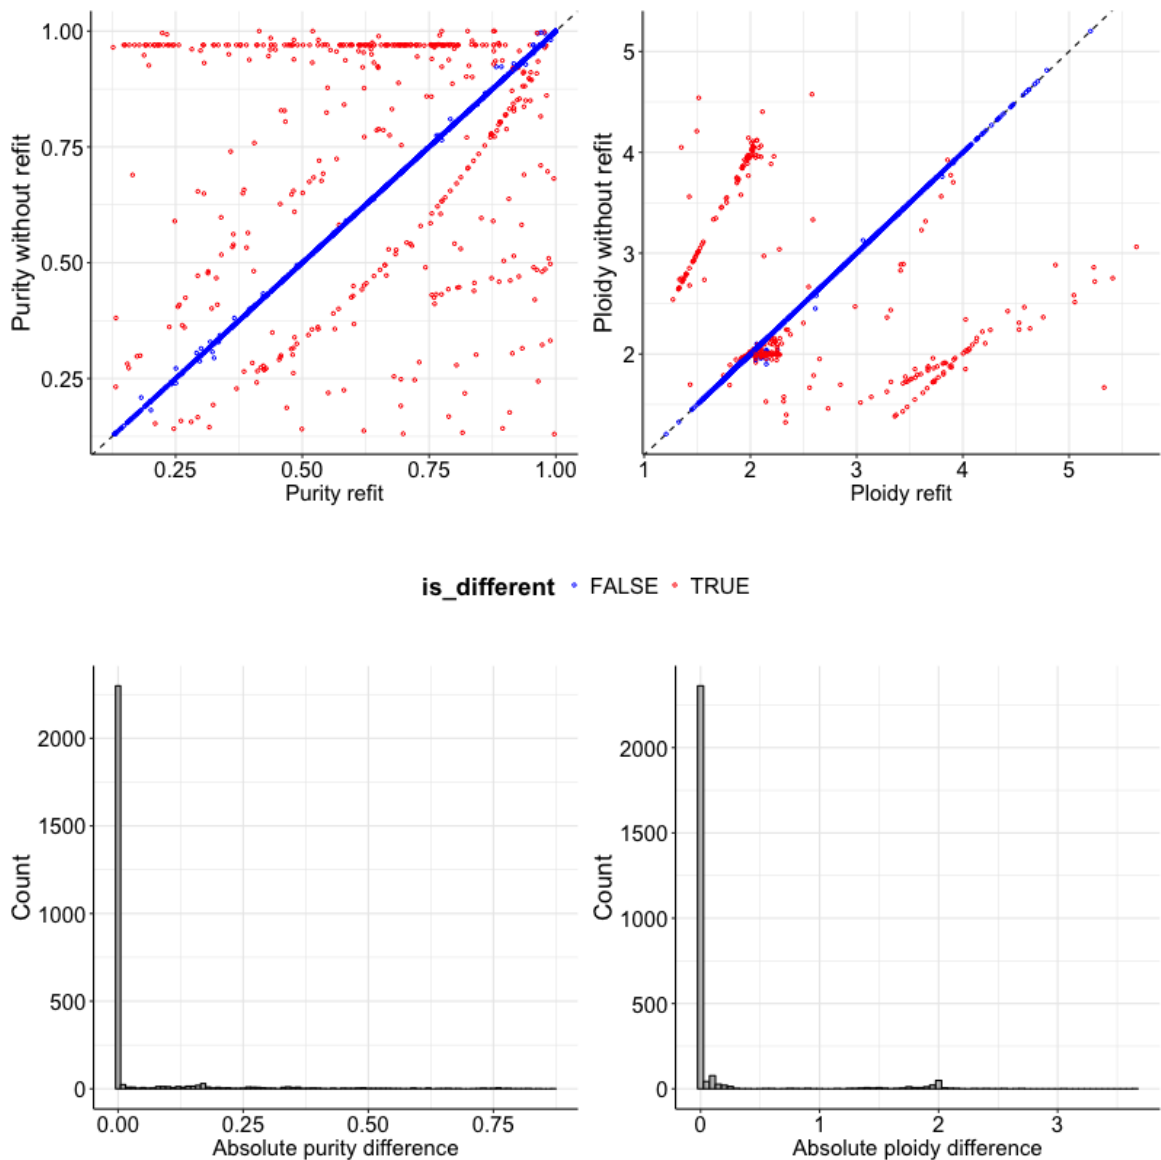 1.00
0.75
0.50
0.25
Purity without refit
0.25 0.50 0.75 1.00
Purity refit
5
4
3
2
Ploidy without refit
1 2 3 4 5
Ploidy refit
is_different FALSE TRUE
2000
1500
1000
500
0
Count
0.00 0.25 0.50 0.75
Absolute purity difference
2000
1500
1000
500
0
Count
0 1 2 3
Absolute ploidy difference